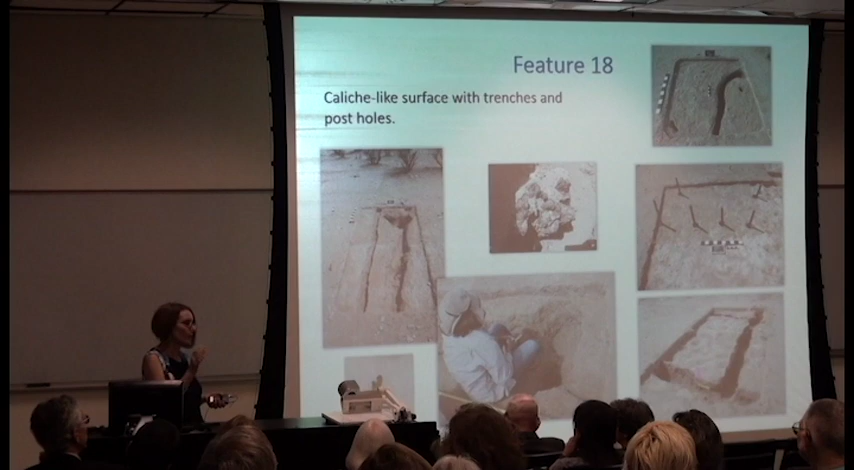 Feature 18
Caliche-like surface with trenches and
post holes.